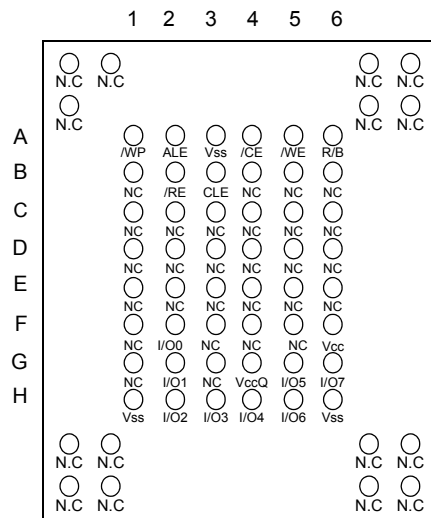 1 2 3 4 5 6
N.C N.C N.C N.C
N.C N.C N.C
A
/WP ALE Vss /CE /WE R/B
B
NC /RE CLE NC NC NC
C
NC NC NC NC NC NC
D
NC NC NC NC NC NC
E
NC NC NC NC NC NC
F
NC I/O0 NC NC NC Vcc
G
NC I/O1 NC VccQ I/O5 I/O7
H
Vss I/O2 I/O3 I/O4 I/O6 Vss
N.C N.C N.C N.C
N.C N.C N.C N.C